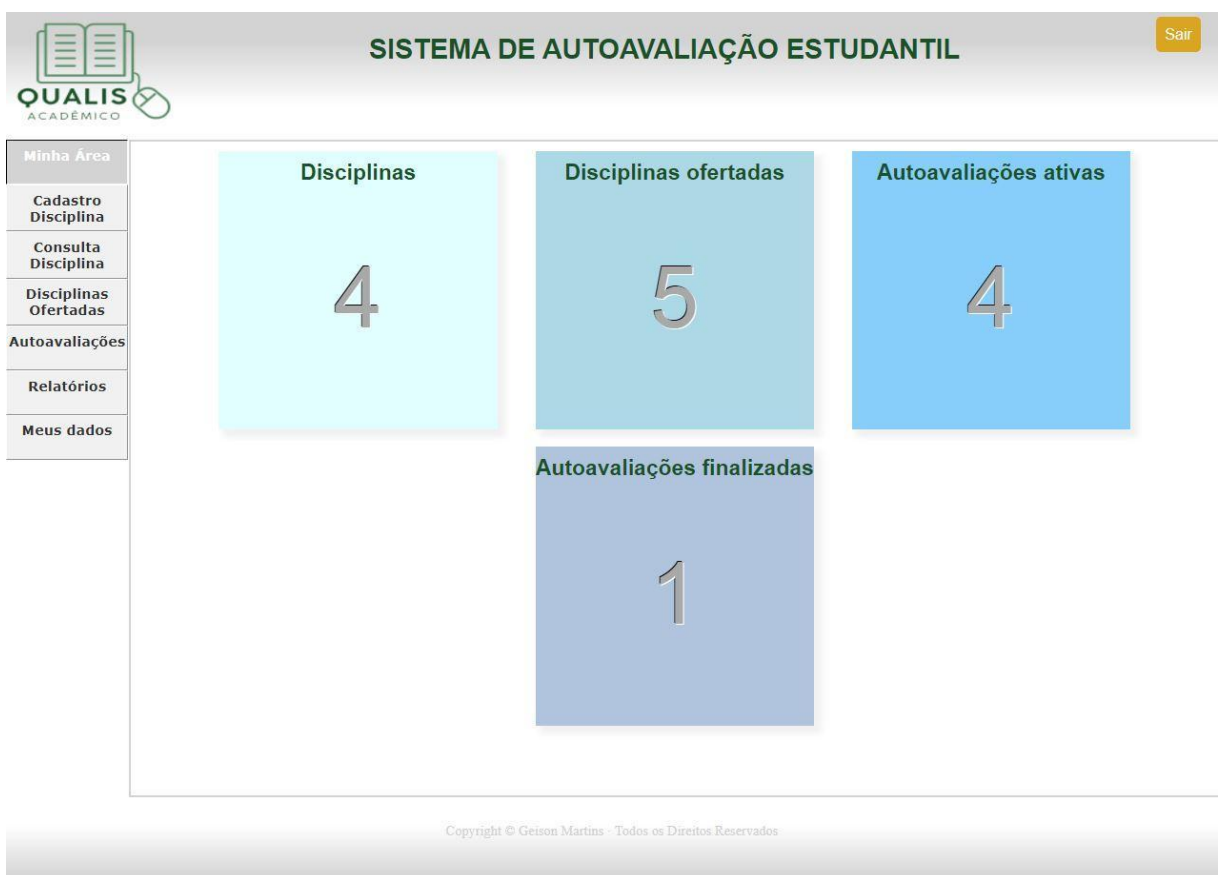 SISTEMA DE AUTOAVALIAÇÃO ESTUDANTIL
Sair
QUALIS
ACADÊMICO
Minha Área
Cadastro
Disciplina
Consulta
Disciplina
Disciplinas
Ofertadas
Autoavaliações
Relatórios
Meus dados
Disciplinas
4
Disciplinas ofertadas
5
Autoavaliações ativas
4
Autoavaliações finalizadas
1
Copyright © Geison Martins - Todos os Direitos Reservados